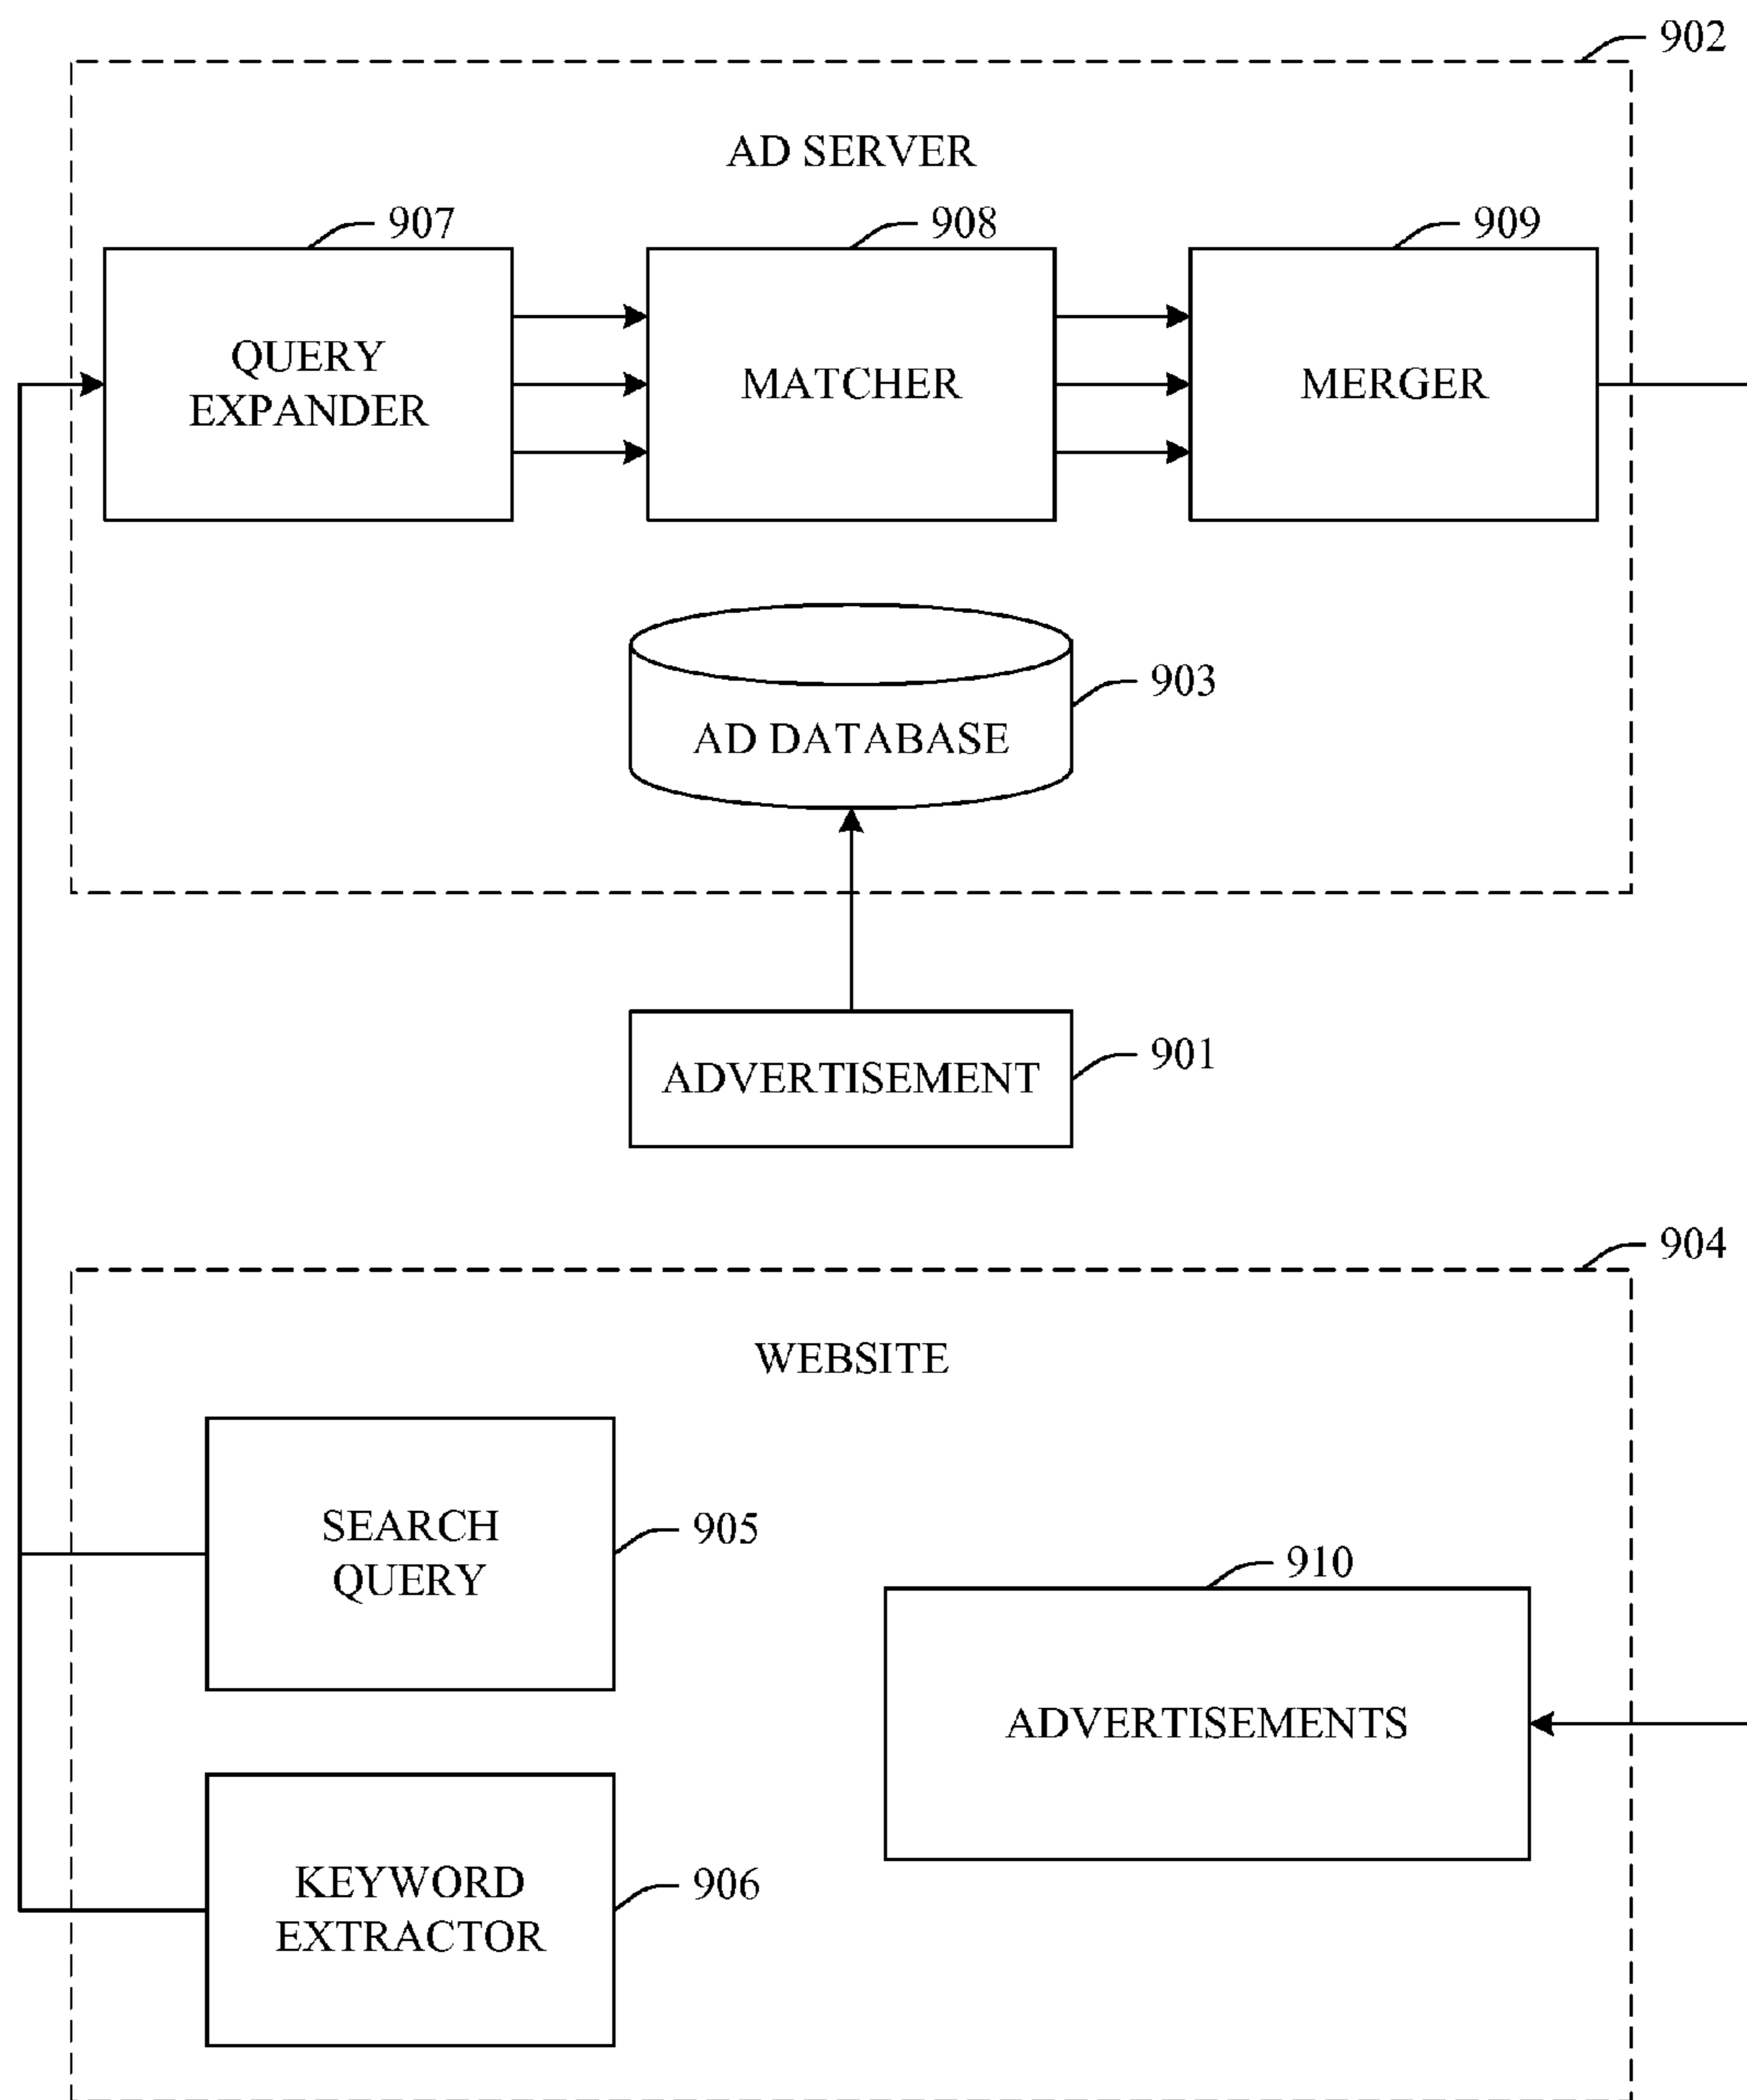 902
AD SERVER
907
908
909
QUERY
EXPANDER
MATCHER
MERGER
903
AD DATABASE
901
ADVERTISEMENT
904
WEBSITE
SEARCH
QUERY
905
910
ADVERTISEMENTS
KEYWORD
EXTRACTOR
906